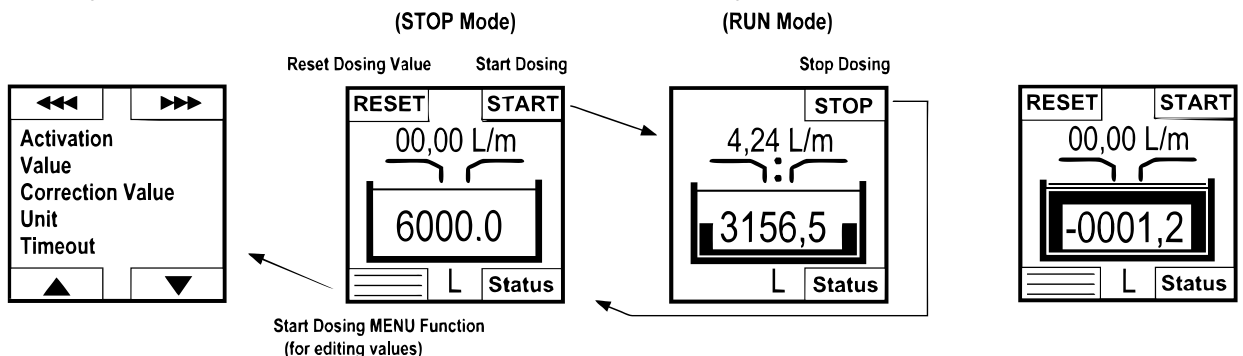 (STOP Mode)
(RUN Mode)
Reset Dosing Value
Start Dosing
Stop Dosing
Activation
Value
Correction Value
Unit
Timeout
RESET
START
00,00 L/m
6000.0
L
Status
STOP
4,24 L/m
3156,5
L
Status
RESET
START
00,00 L/m
-0001,2
L
Status
Start Dosing MENU Function
(for editing values)